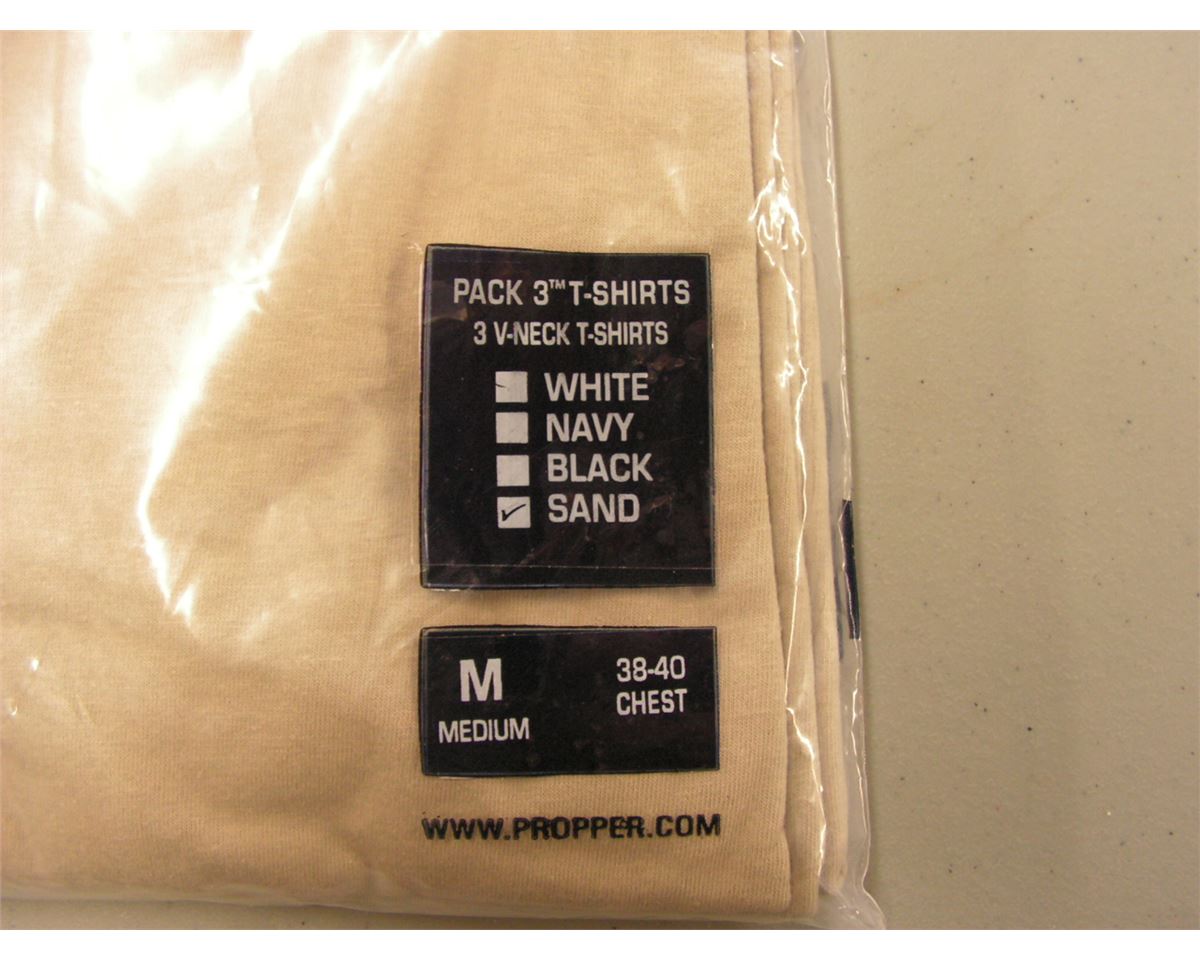 PACK 3™ T-SHIRTS
3 V-NECK T-SHIRTS
WHITE
NAVY
BLACK
SAND
M
MEDIUM
38-40
CHEST
WWW.PROPPER.COM